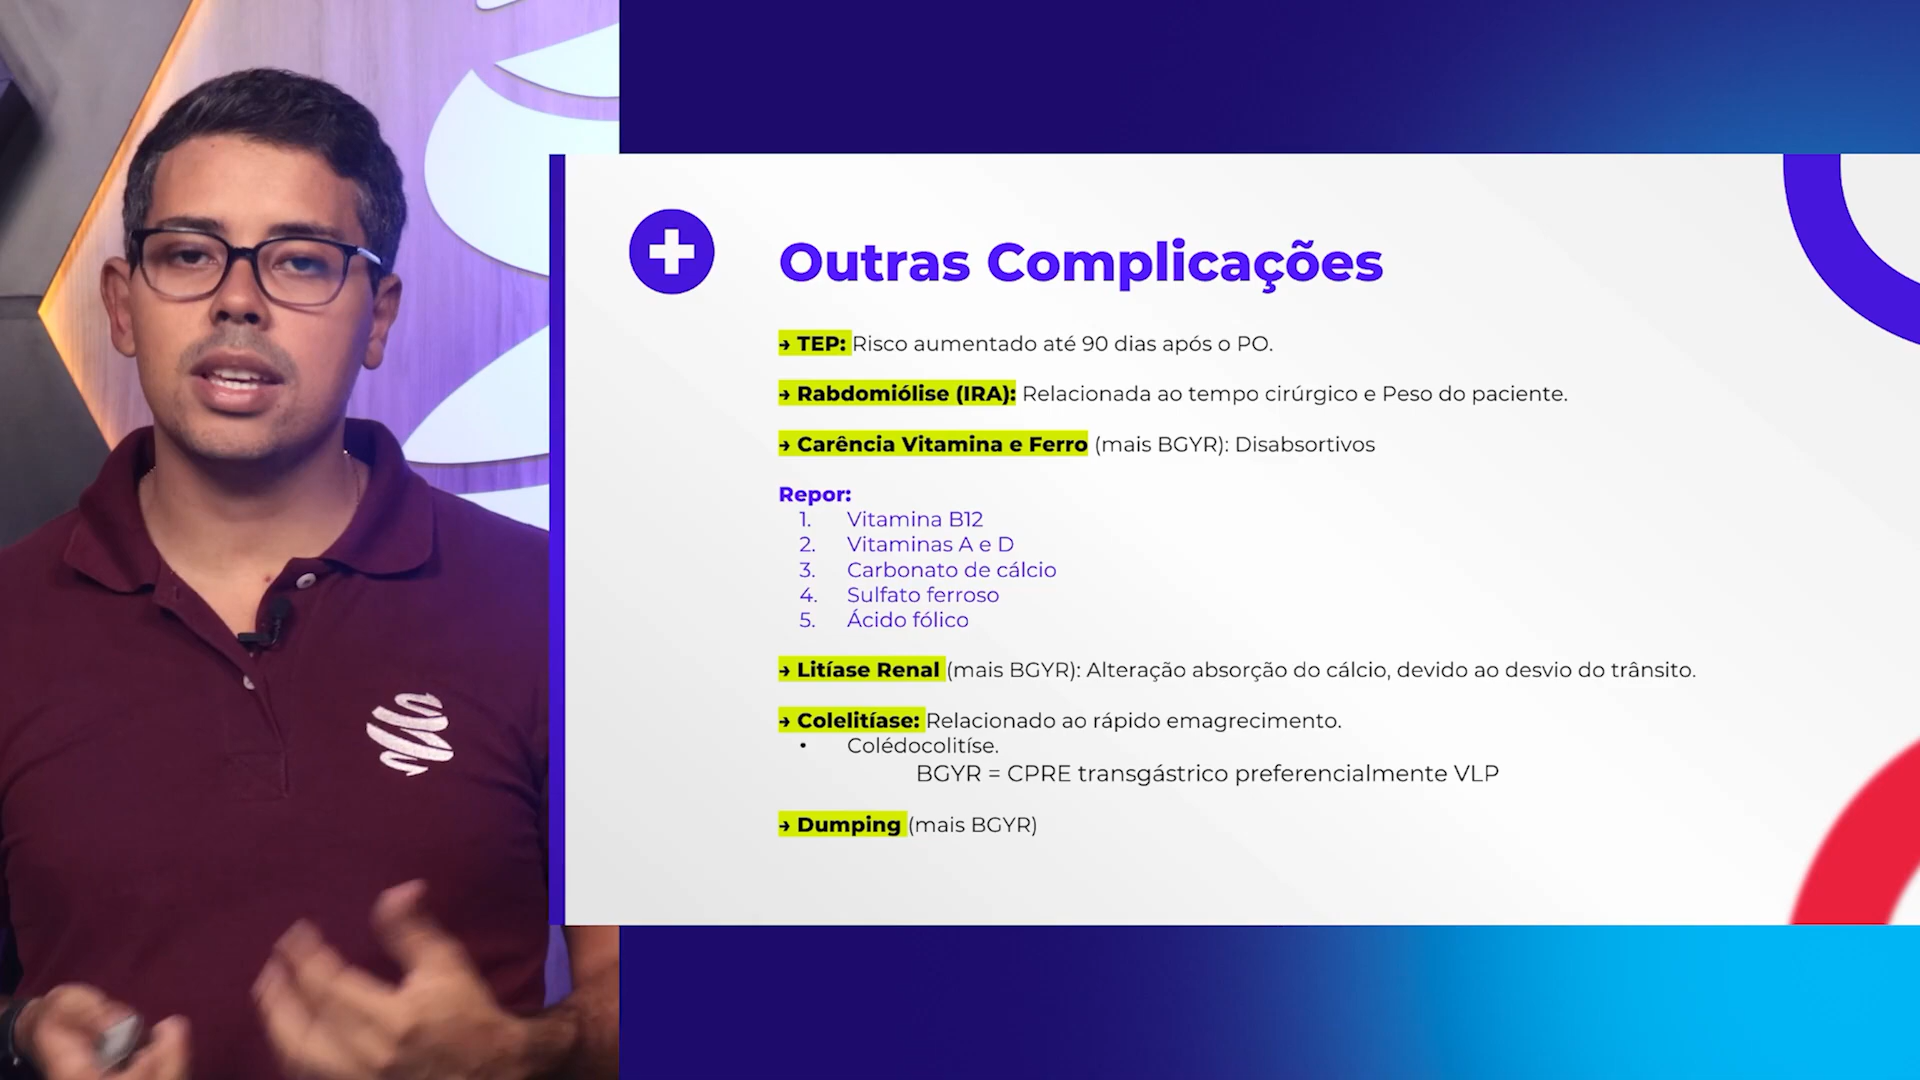 Outras Complicações
→ TEP: Risco aumentado até 90 dias após o PO.
→ Rabdomiólise (IRA): Relacionada ao tempo cirúrgico e Peso do paciente.
→ Carência Vitamina e Ferro (mais BGYR): Disabsortivos
Repor:
1. Vitamina B12
2. Vitaminas A e D
3. Carbonato de cálcio
4. Sulfato ferroso
5. Ácido fólico
→ Litíase Renal (mais BGYR): Alteração absorção do cálcio, devido ao desvio do trânsito.
→ Colelitíase: Relacionado ao rápido emagrecimento.
• Colédocolitíse.
BGYR = CPRE transgástrico preferencialmente VLP
→ Dumping (mais BGYR)